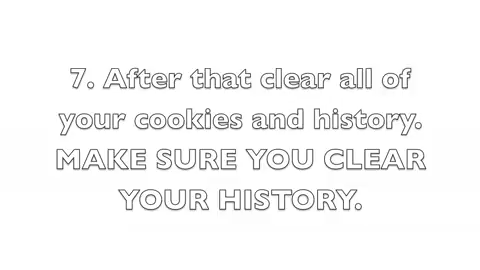 7. After that clear all of
your cookies and history.
MAKE SURE YOU CLEAR
YOUR HISTORY.